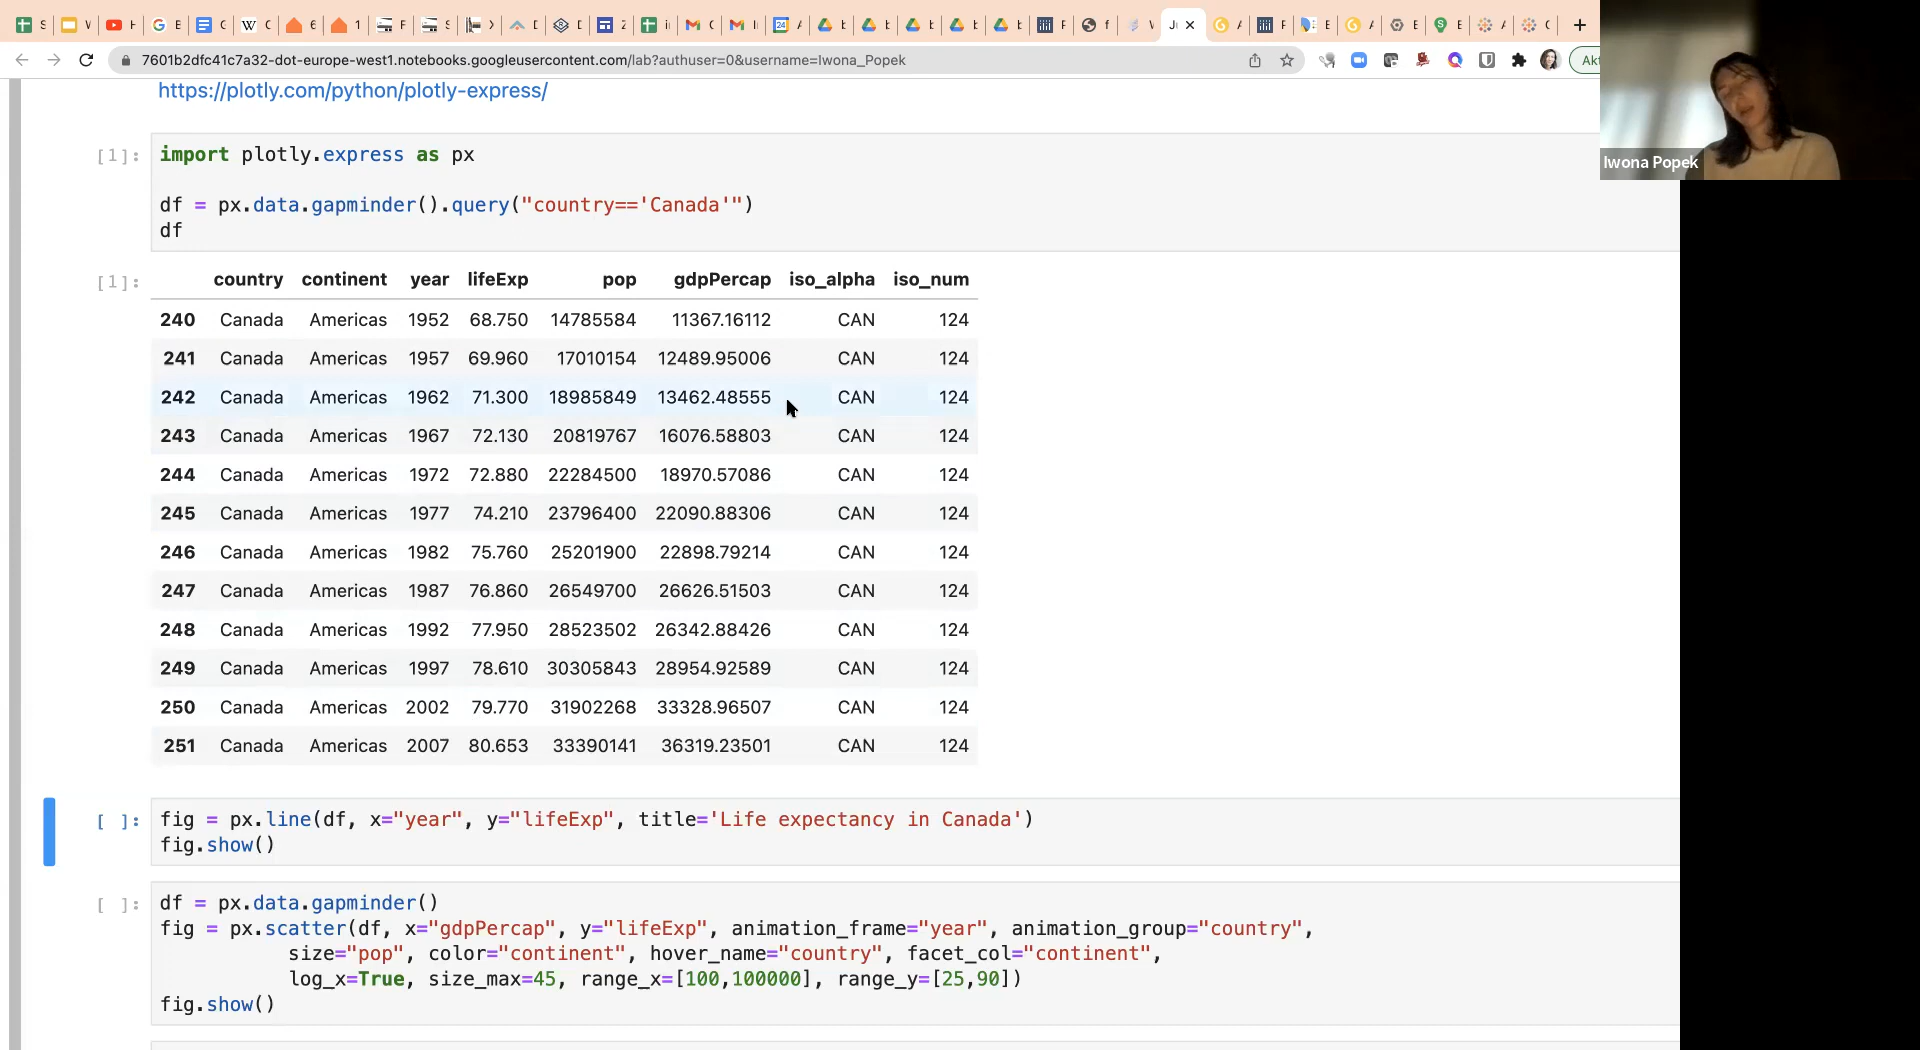 7601b2dfc41c7a32-dot-europe-west1.notebooks.googleusercontent.com/lab?authuser=0&username=Iwona_Popek
Iwona Popek
https://plotly.com/python/plotly-express/
[1]: import plotly.express as px
df = px.data.gapminder().query("country=='Canada'")
df
[1]: country continent year lifeExp pop gdpPercap iso_alpha iso_num
240 Canada Americas 1952 68.750 14785584 11367.16112 CAN 124
241 Canada Americas 1957 69.960 17010154 12489.95006 CAN 124
242 Canada Americas 1962 71.300 18985849 13462.48555 CAN 124
243 Canada Americas 1967 72.130 20819767 16076.58803 CAN 124
244 Canada Americas 1972 72.880 22284500 18970.57086 CAN 124
245 Canada Americas 1977 74.210 23796400 22090.88306 CAN 124
246 Canada Americas 1982 75.760 25201900 22898.79214 CAN 124
247 Canada Americas 1987 76.860 26549700 26626.51503 CAN 124
248 Canada Americas 1992 77.950 28523502 26342.88426 CAN 124
249 Canada Americas 1997 78.610 30305843 28954.92589 CAN 124
250 Canada Americas 2002 79.770 31902268 33328.96507 CAN 124
251 Canada Americas 2007 80.653 33390141 36319.23501 CAN 124
[ ]: fig = px.line(df, x="year", y="lifeExp", title='Life expectancy in Canada')
fig.show()
[ ]: df = px.data.gapminder()
fig = px.scatter(df, x="gdpPercap", y="lifeExp", animation_frame="year", animation_group="country",
size="pop", color="continent", hover_name="country", facet_col="continent",
log_x=True, size_max=45, range_x=[100,100000], range_y=[25,90])
fig.show()